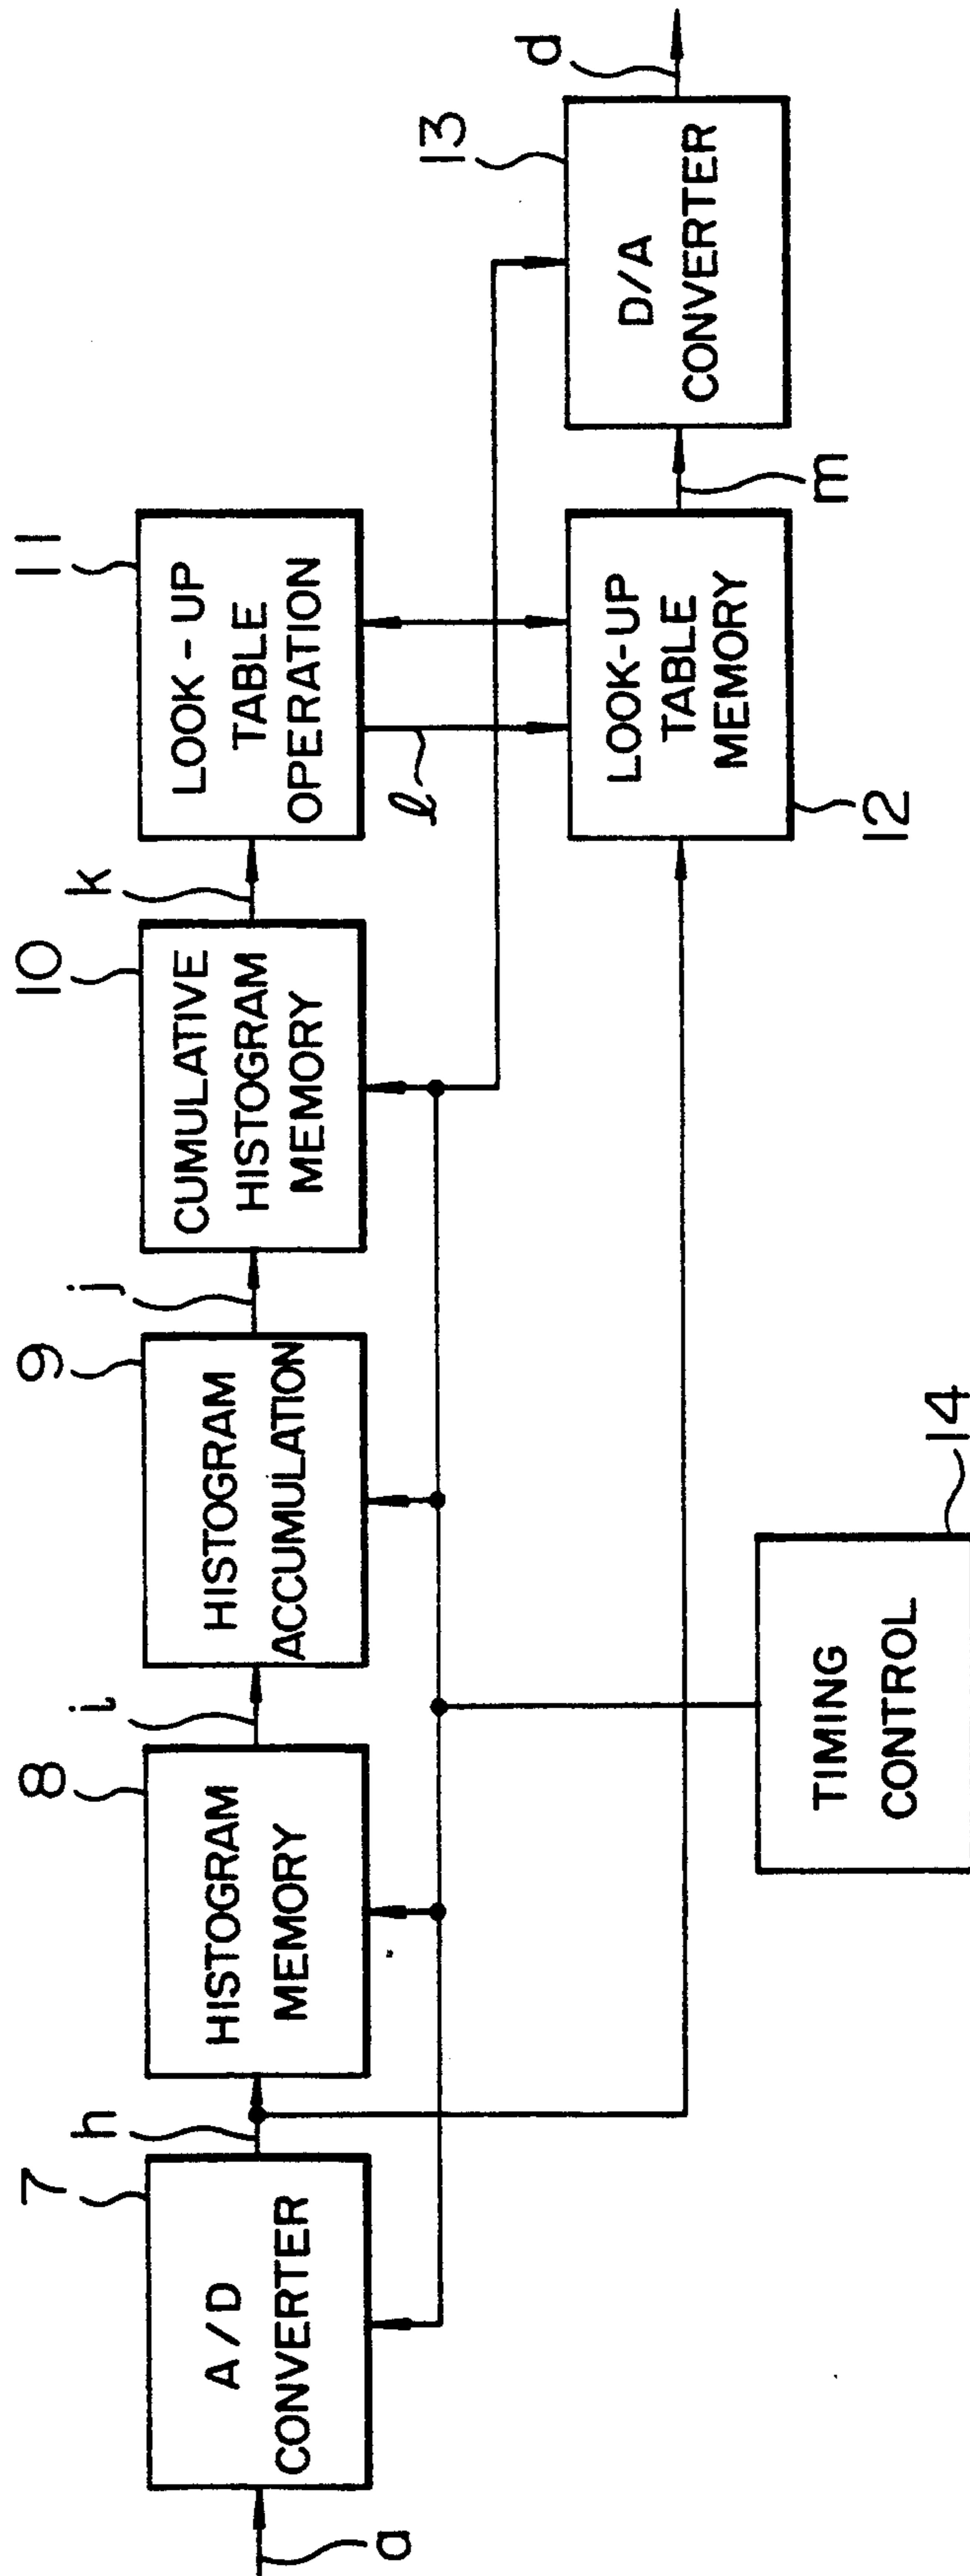 7
h
8
i
9
j
10
k
11
a
A/D
CONVERTER
HISTOGRAM
MEMORY
HISTOGRAM
ACCUMULATION
CUMULATIVE
HISTOGRAM
MEMORY
LOOK-UP
TABLE
OPERATION
l
13
d
LOOK-UP
TABLE
MEMORY
12
m
D/A
CONVERTER
TIMING
CONTROL
14